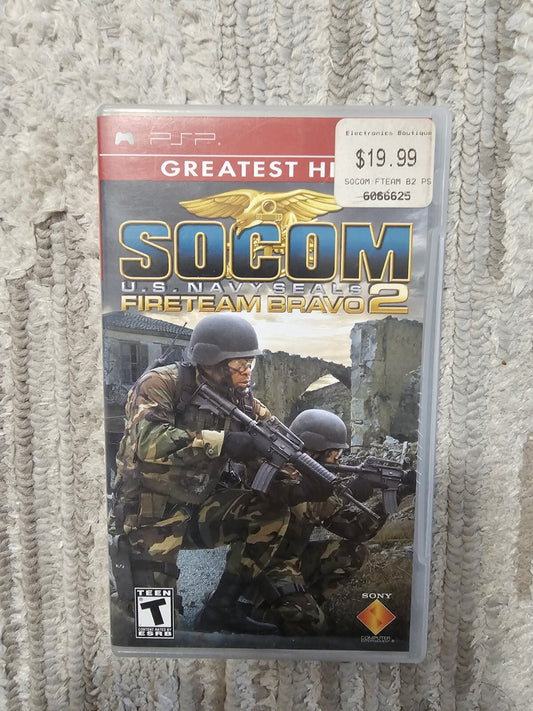 PSP
Electronics Boutique
$19.99
SOCOM FTEAM B2 PS
6066625
GREATEST HI
SOCOM
U.S. NAVY SEALS
FIRETEAM BRAVO 2
TEEN
T
CONTENT RATED BY
ESRB
SONY
COMPUTER